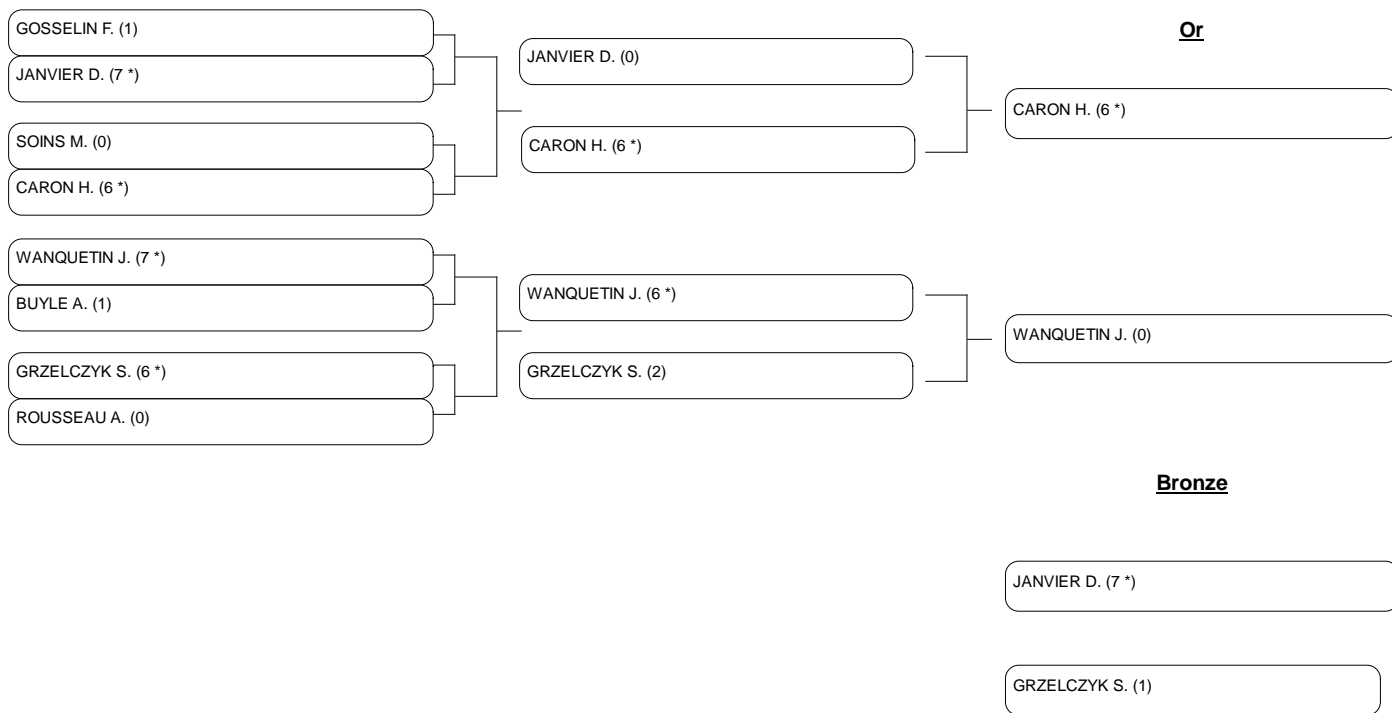 GOSSELIN F. (1)
JANVIER D. (7 *)
SOINS M. (0)
CARON H. (6 *)
WANQUETIN J. (7 *)
BUYLE A. (1)
GRZELCZYK S. (6 *)
ROUSSEAU A. (0)
JANVIER D. (0)
CARON H. (6 *)
WANQUETIN J. (6 *)
GRZELCZYK S. (2)
Or
CARON H. (6 *)
WANQUETIN J. (0)
Bronze
JANVIER D. (7 *)
GRZELCZYK S. (1)